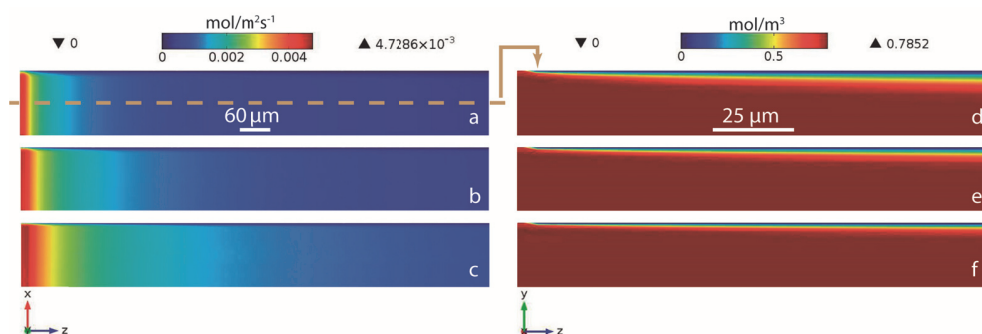 mol/m²s⁻¹
▼ 0
0 0.002 0.004
▲ 4.7286×10⁻³
mol/m³
▼ 0
0 0.5
▲ 0.7852
60 µm
a
25 µm
d
b
e
c
f
x
y
z
y
x
z